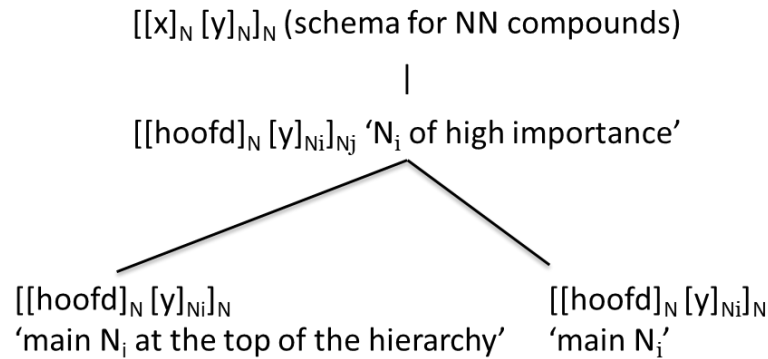 [[x]N [y]N]N (schema for NN compounds)
[[hoofd]N [y]Ni]Nj ‘Ni of high importance’
[[hoofd]N [y]Ni]N
‘main Ni at the top of the hierarchy’
[[hoofd]N [y]Ni]N
‘main Ni’